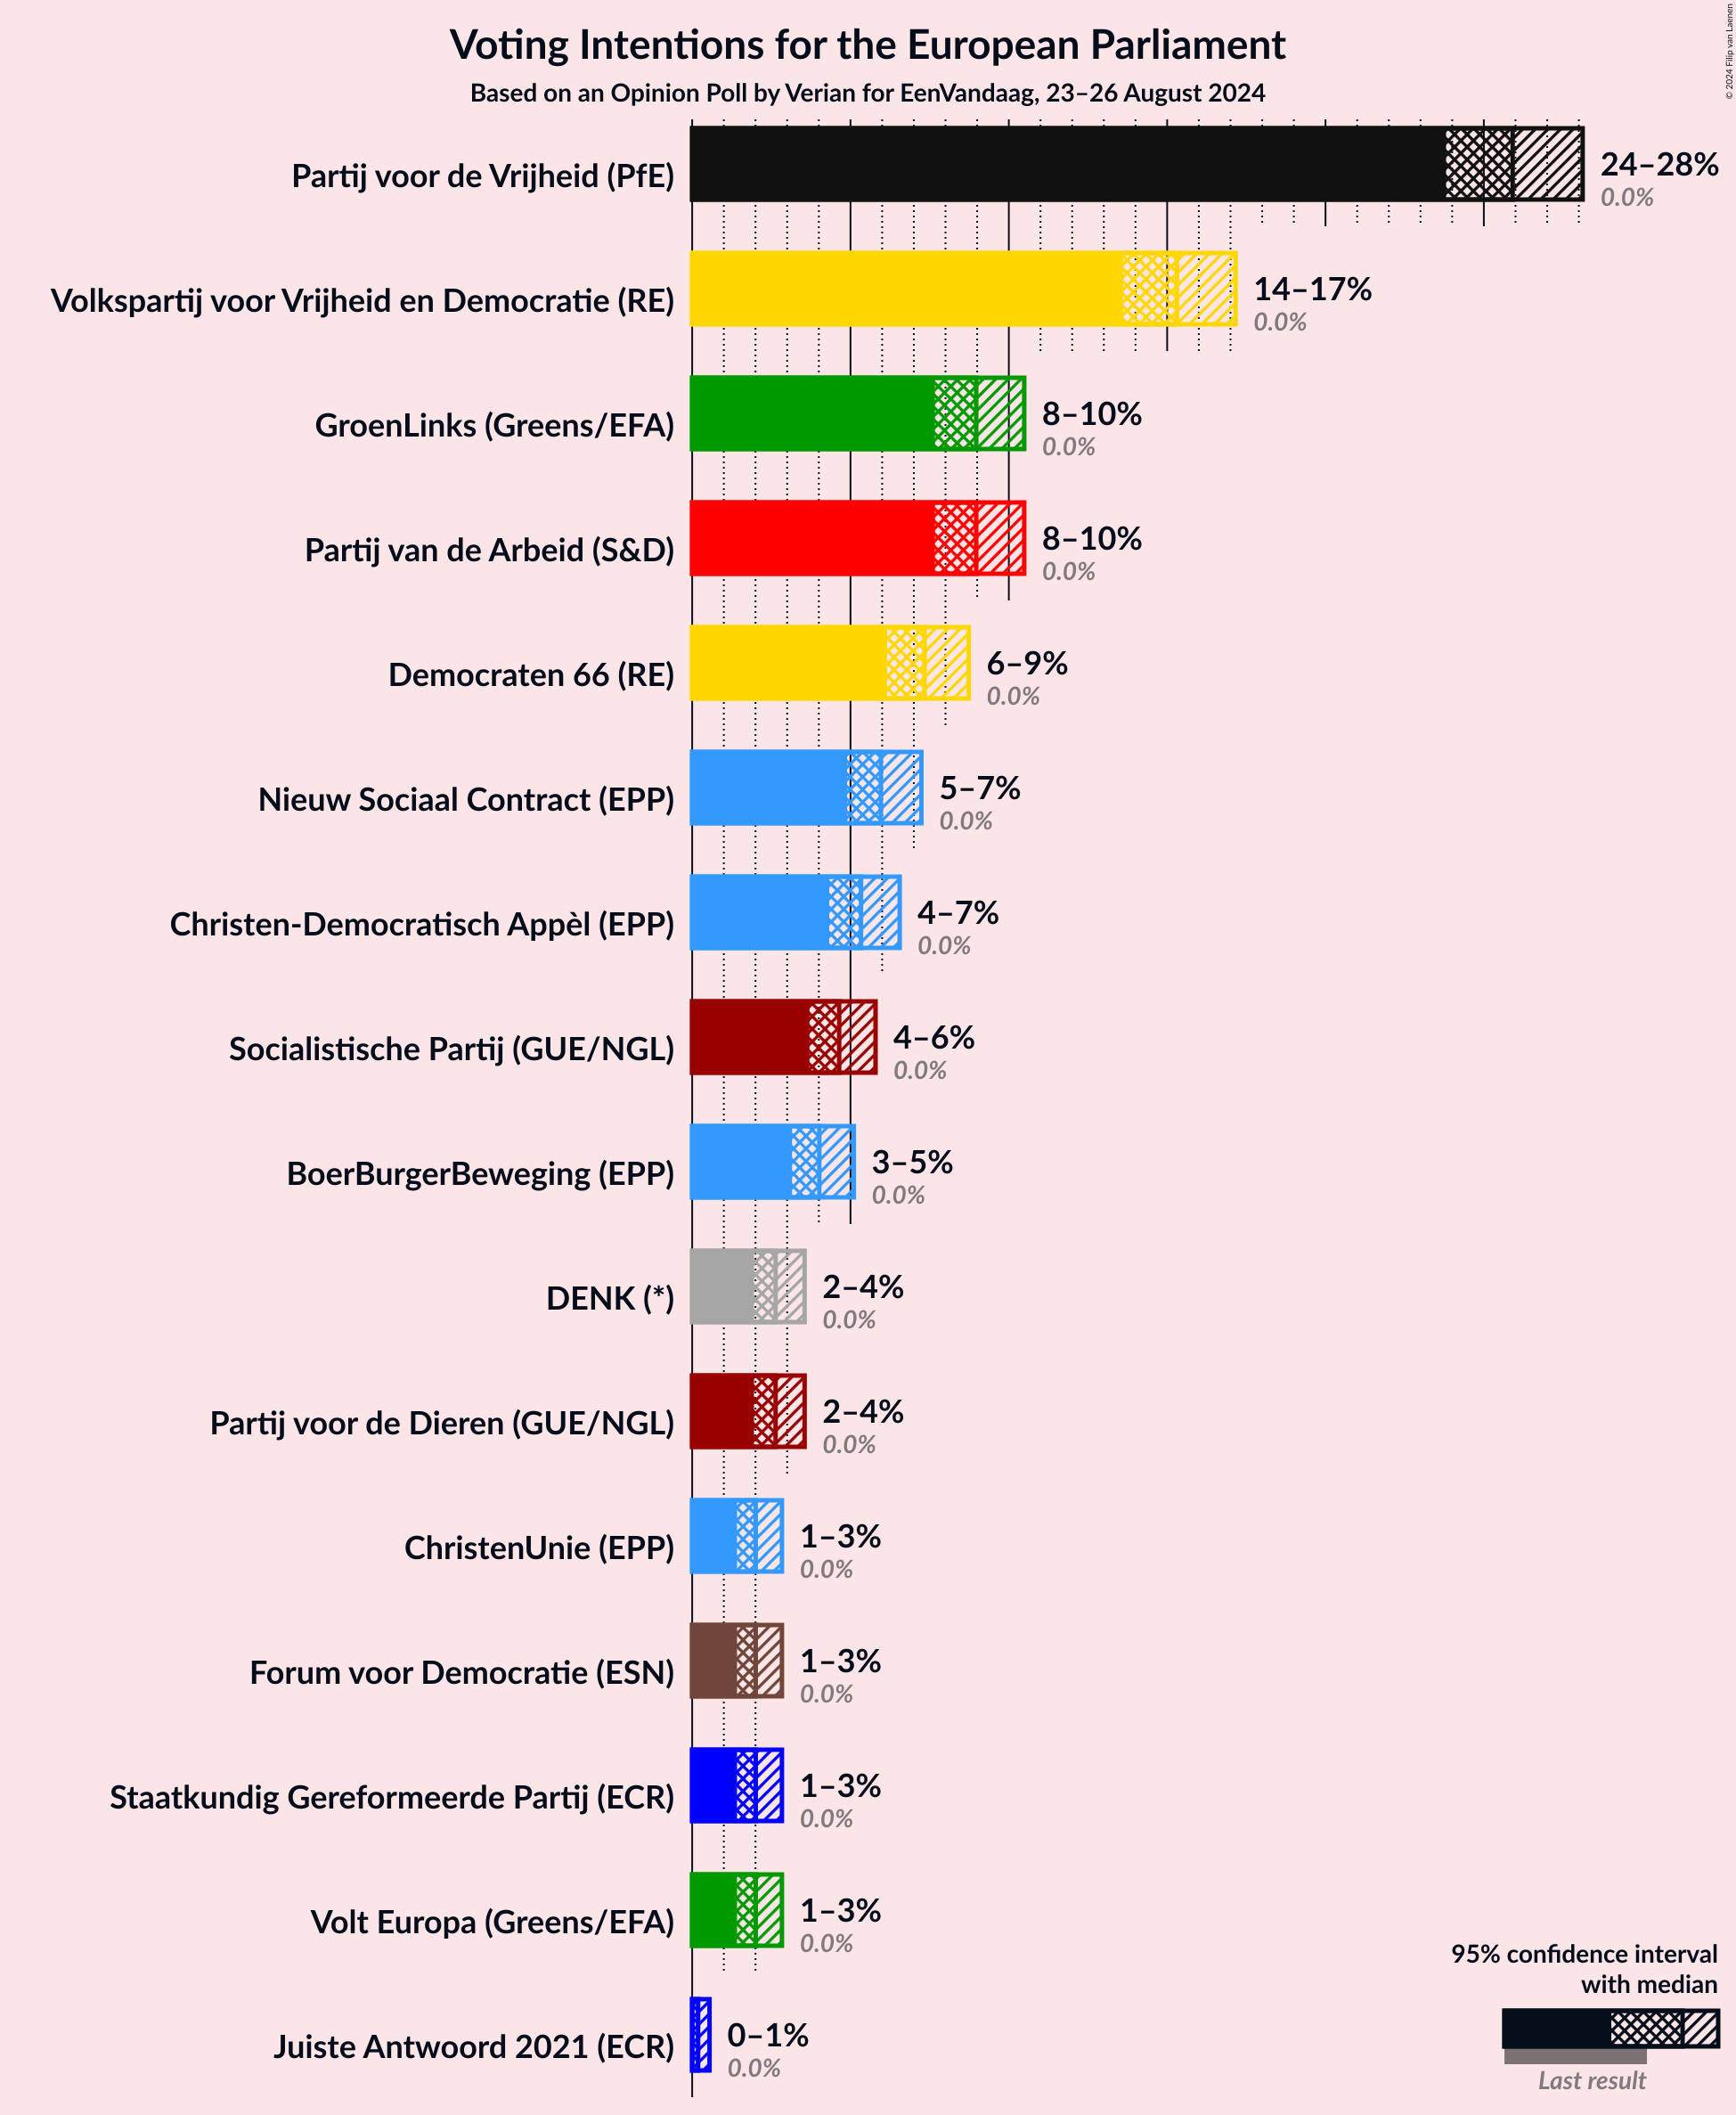 © 2024 Filip van Laenen
Voting Intentions for the European Parliament
Based on an Opinion Poll by Verian for EenVandaag, 23–26 August 2024
Partij voor de Vrijheid (PfE)
24–28%
0.0%
Volkspartij voor Vrijheid en Democratie (RE)
14–17%
0.0%
GroenLinks (Greens/EFA)
8–10%
0.0%
Partij van de Arbeid (S&D)
8–10%
0.0%
Democraten 66 (RE)
6–9%
0.0%
Nieuw Sociaal Contract (EPP)
5–7%
0.0%
Christen-Democratisch Appèl (EPP)
4–7%
0.0%
Socialistische Partij (GUE/NGL)
4–6%
0.0%
BoerBurgerBeweging (EPP)
3–5%
0.0%
DENK (*)
2–4%
0.0%
Partij voor de Dieren (GUE/NGL)
2–4%
0.0%
ChristenUnie (EPP)
1–3%
0.0%
Forum voor Democratie (ESN)
1–3%
0.0%
Staatkundig Gereformeerde Partij (ECR)
1–3%
0.0%
Volt Europa (Greens/EFA)
1–3%
0.0%
Juiste Antwoord 2021 (ECR)
0–1%
0.0%
95% confidence interval
with median
Last result